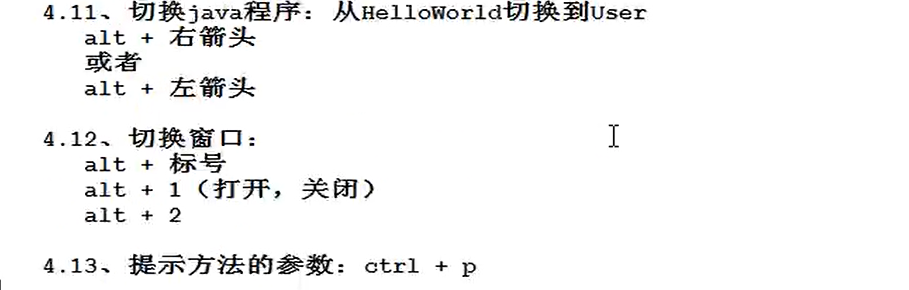 4.11、切换java程序：从HelloWorld切换到User
alt + 右箭头
或者
alt + 左箭头
4.12、切换窗口：
alt + 标号
alt + 1（打开，关闭）
alt + 2
4.13、提示方法的参数：ctrl + p